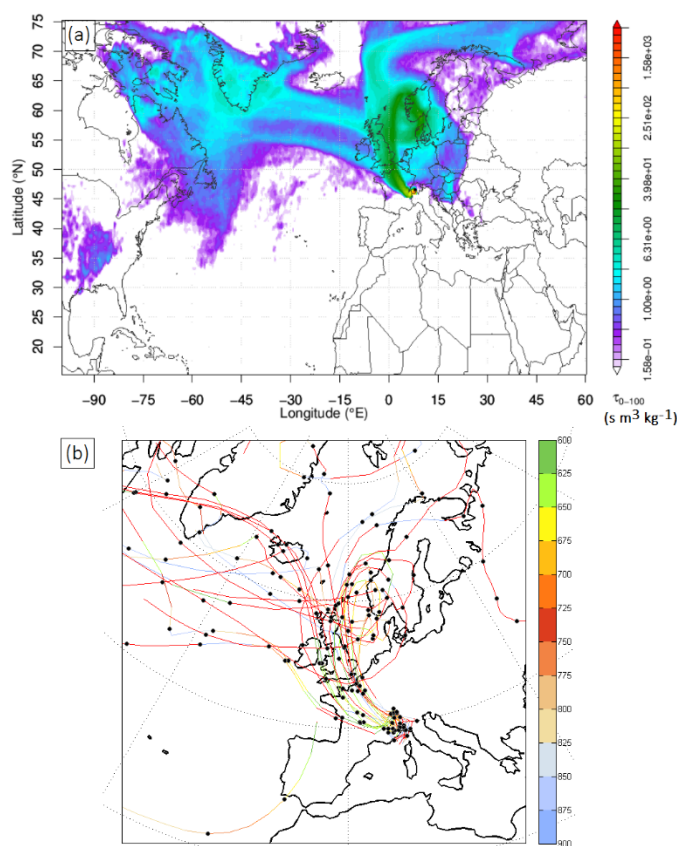 (a)
Latitude (°N)
75
70
65
60
55
50
45
40
35
30
25
20
−90 −75 −60 −45 −30 −15 0 15 30 45 60
Longitude (°E)
1.58e+03
2.51e+02
3.98e+01
6.31e+00
1.00e+00
1.58e−01
τ0−100
(s m3 kg-1)
(b)
600
625
650
675
700
725
750
775
800
825
850
875
900